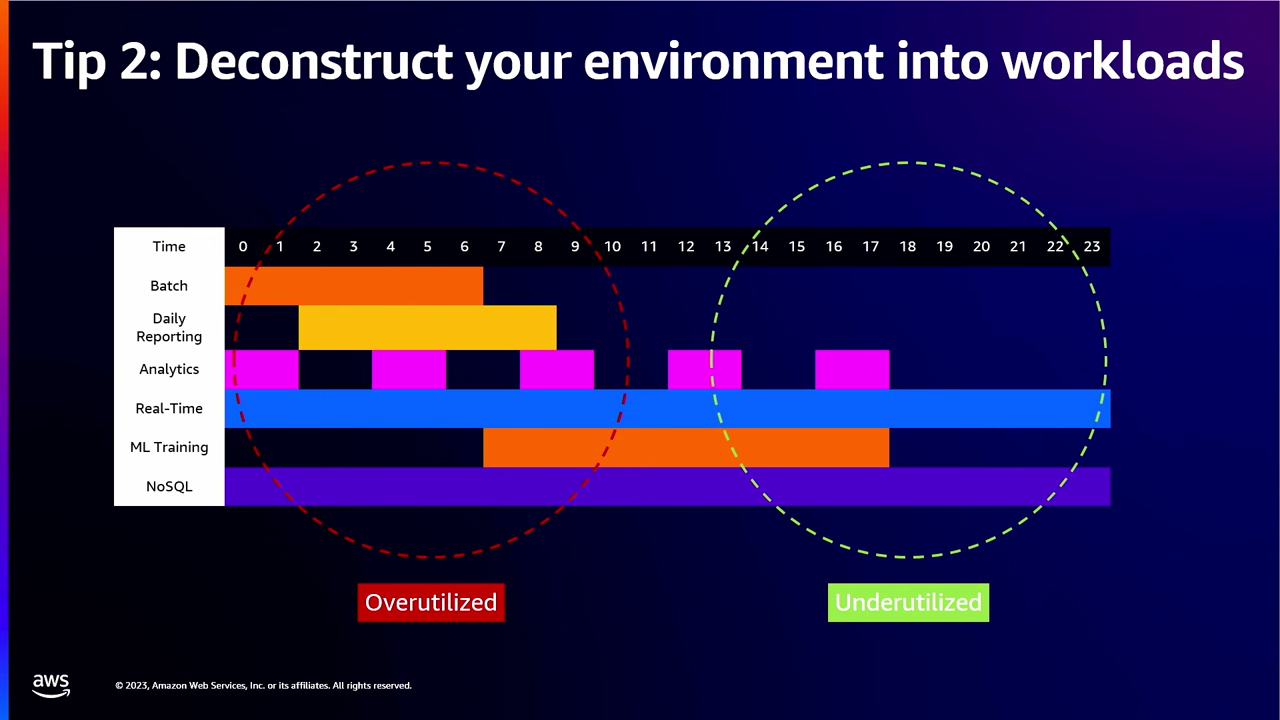 Tip 2: Deconstruct your environment into workloads
Time 0 1 2 3 4 5 6 7 8 9 10 11 12 13 14 15 16 17 18 19 20 21 22 23
Batch
Daily
Reporting
Analytics
Real-Time
ML Training
NoSQL
Overutilized
Underutilized
aws
© 2023, Amazon Web Services, Inc. or its affiliates. All rights reserved.